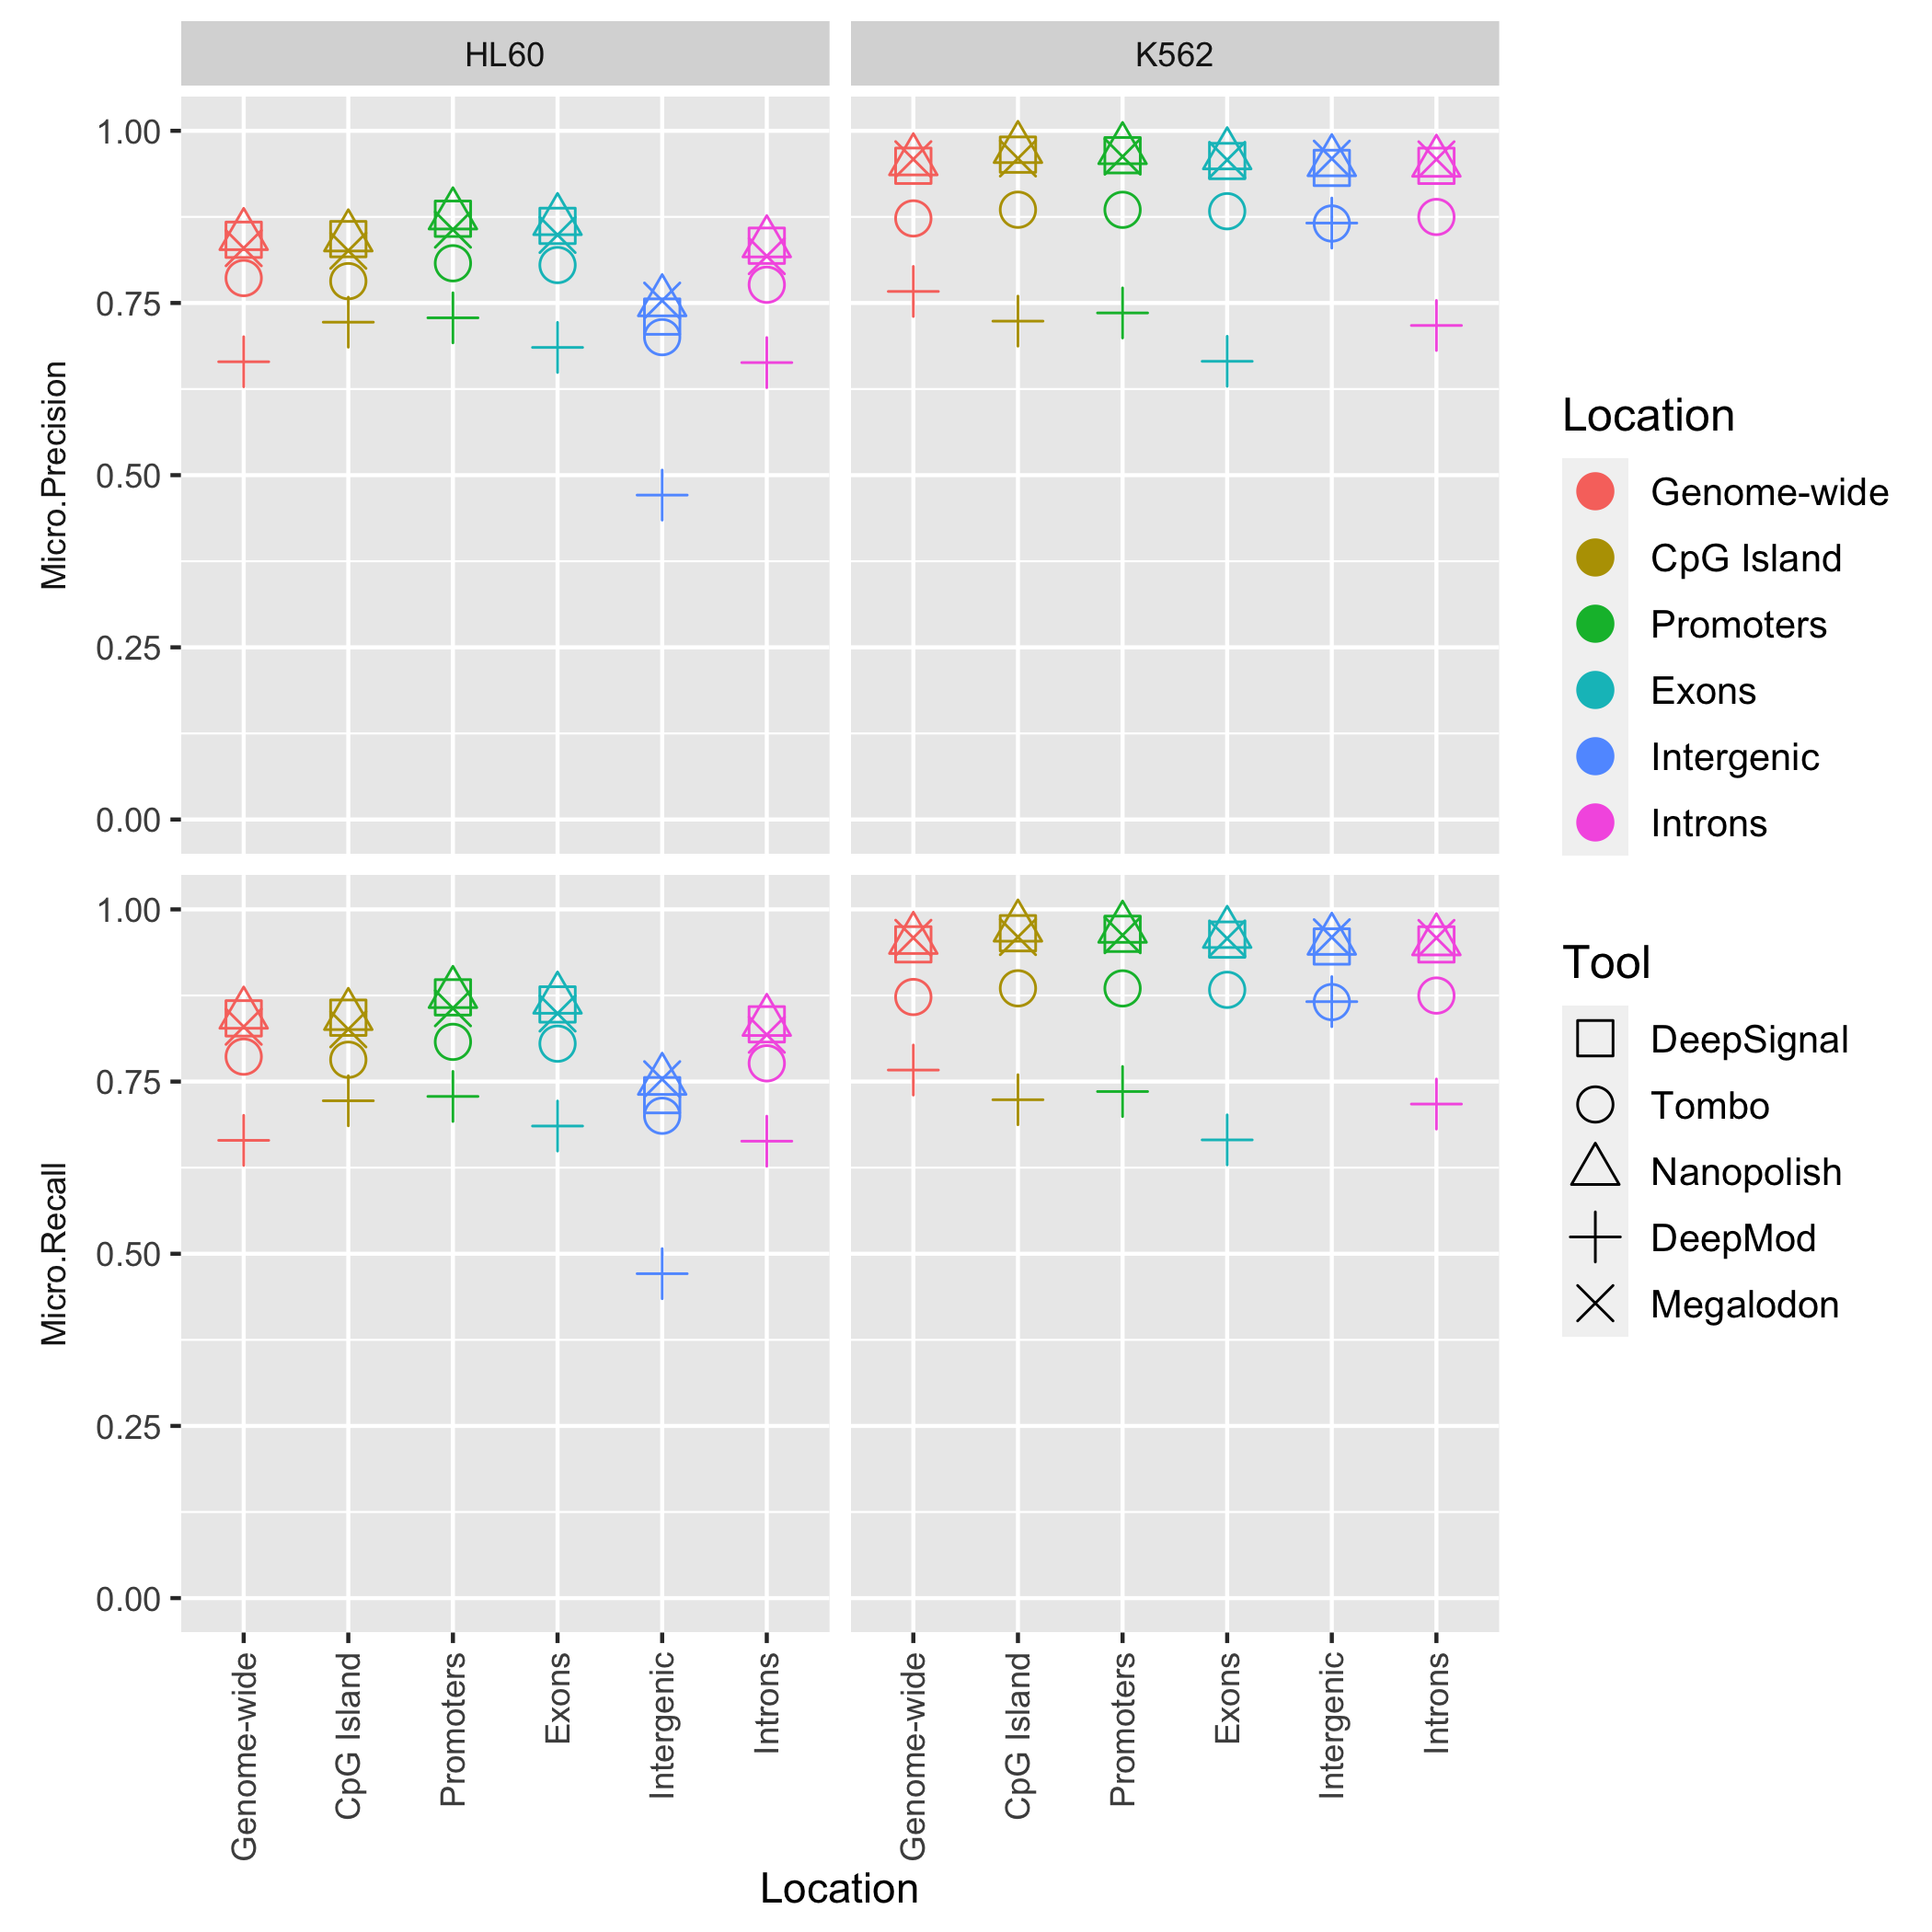 HL60
K562
Micro.Precision
1.00
0.75
0.50
0.25
0.00
Micro.Recall
1.00
0.75
0.50
0.25
0.00
Genome-wide
CpG Island
Promoters
Exons
Intergenic
Introns
Genome-wide
CpG Island
Promoters
Exons
Intergenic
Introns
Location
Location
Genome-wide
CpG Island
Promoters
Exons
Intergenic
Introns
Tool
DeepSignal
Tombo
Nanopolish
DeepMod
Megalodon